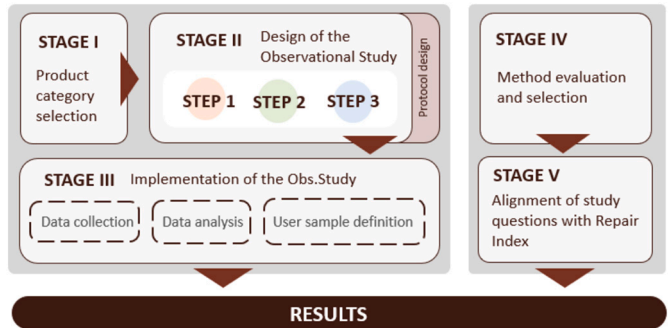 STAGE I
Product
category
selection
STAGE II
Design of the
Observational Study
STEP 1
STEP 2
STEP 3
Protocol design
STAGE III
Implementation of the Obs.Study
Data collection
Data analysis
User sample definition
STAGE IV
Method evaluation
and selection
STAGE V
Alignment of study
questions with Repair
Index
RESULTS